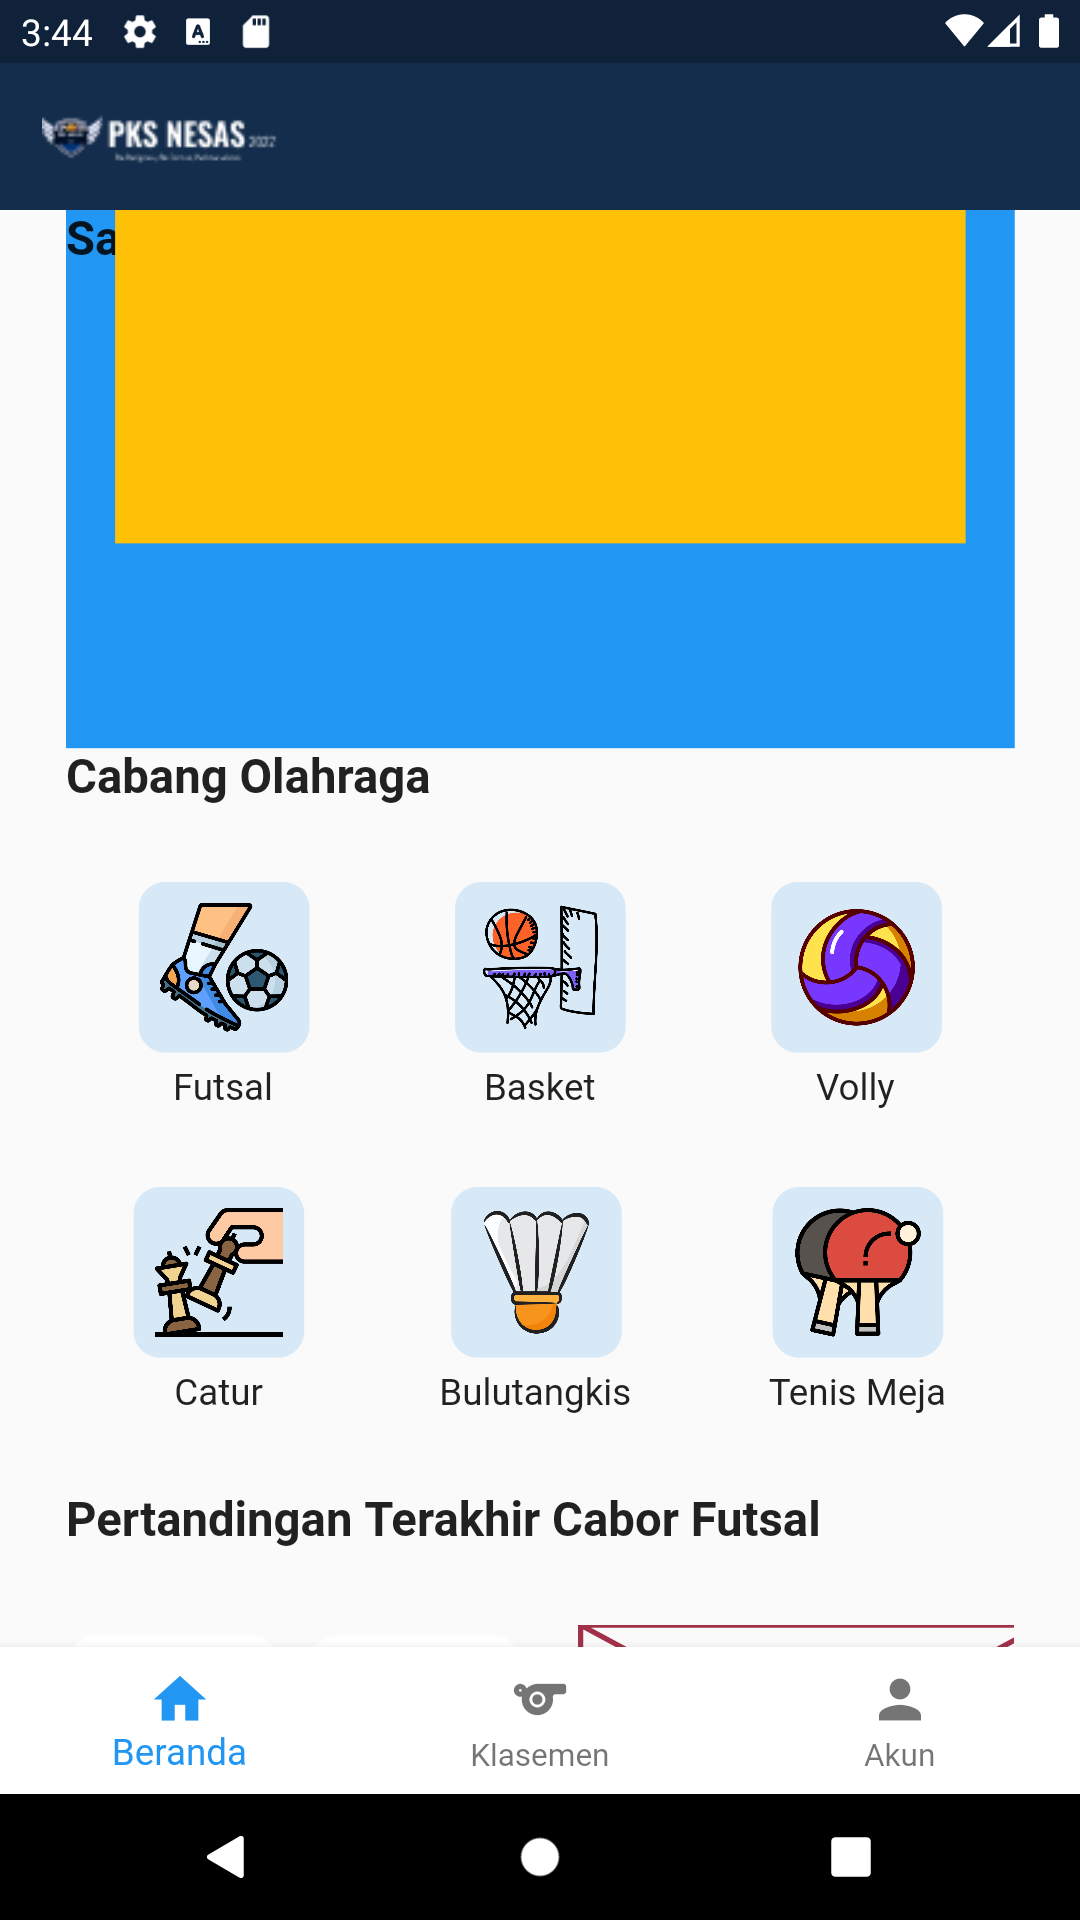 3:44
PKS NESAS 2022
Sa
Cabang Olahraga
Futsal
Basket
Volly
Catur
Bulutangkis
Tenis Meja
Pertandingan Terakhir Cabor Futsal
Beranda
Klasemen
Akun